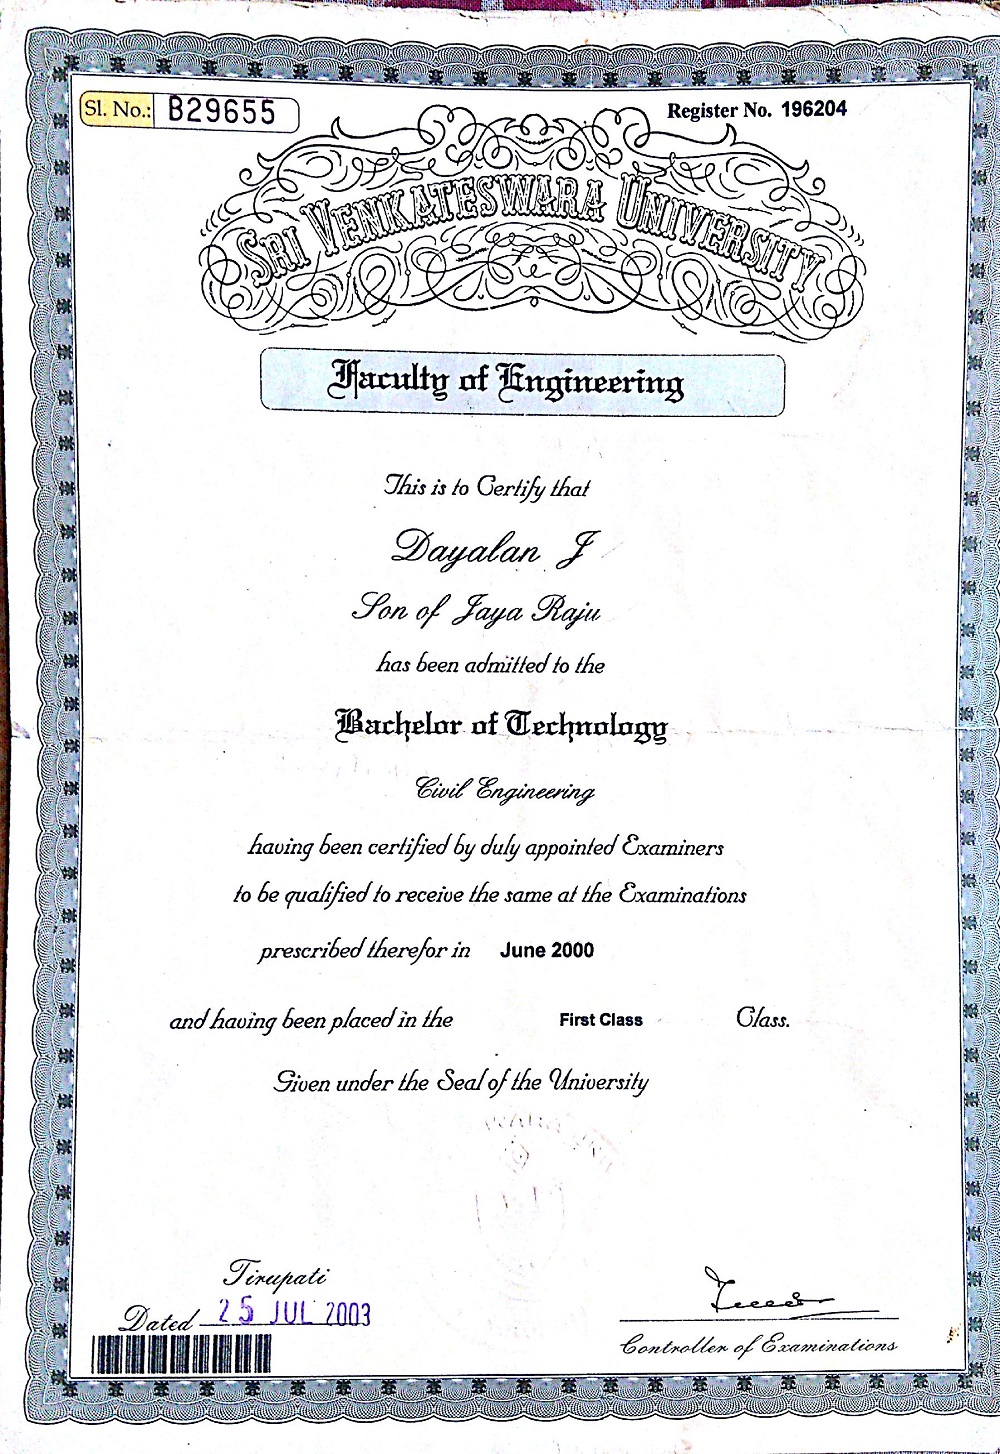 Sl. No.: B29655
Register No. 196204
SRI VENKATESWARA UNIVERSITY
Faculty of Engineering
This is to Certify that
Dayalan J
Son of Jaya Raju
has been admitted to the
Bachelor of Technology
Civil Engineering
having been certified by duly appointed Examiners
to be qualified to receive the same at the Examinations
prescribed therefor in June 2000
and having been placed in the First Class Class.
Given under the Seal of the University
Tirupati
Dated 25 JUL 2003
Controller of Examinations